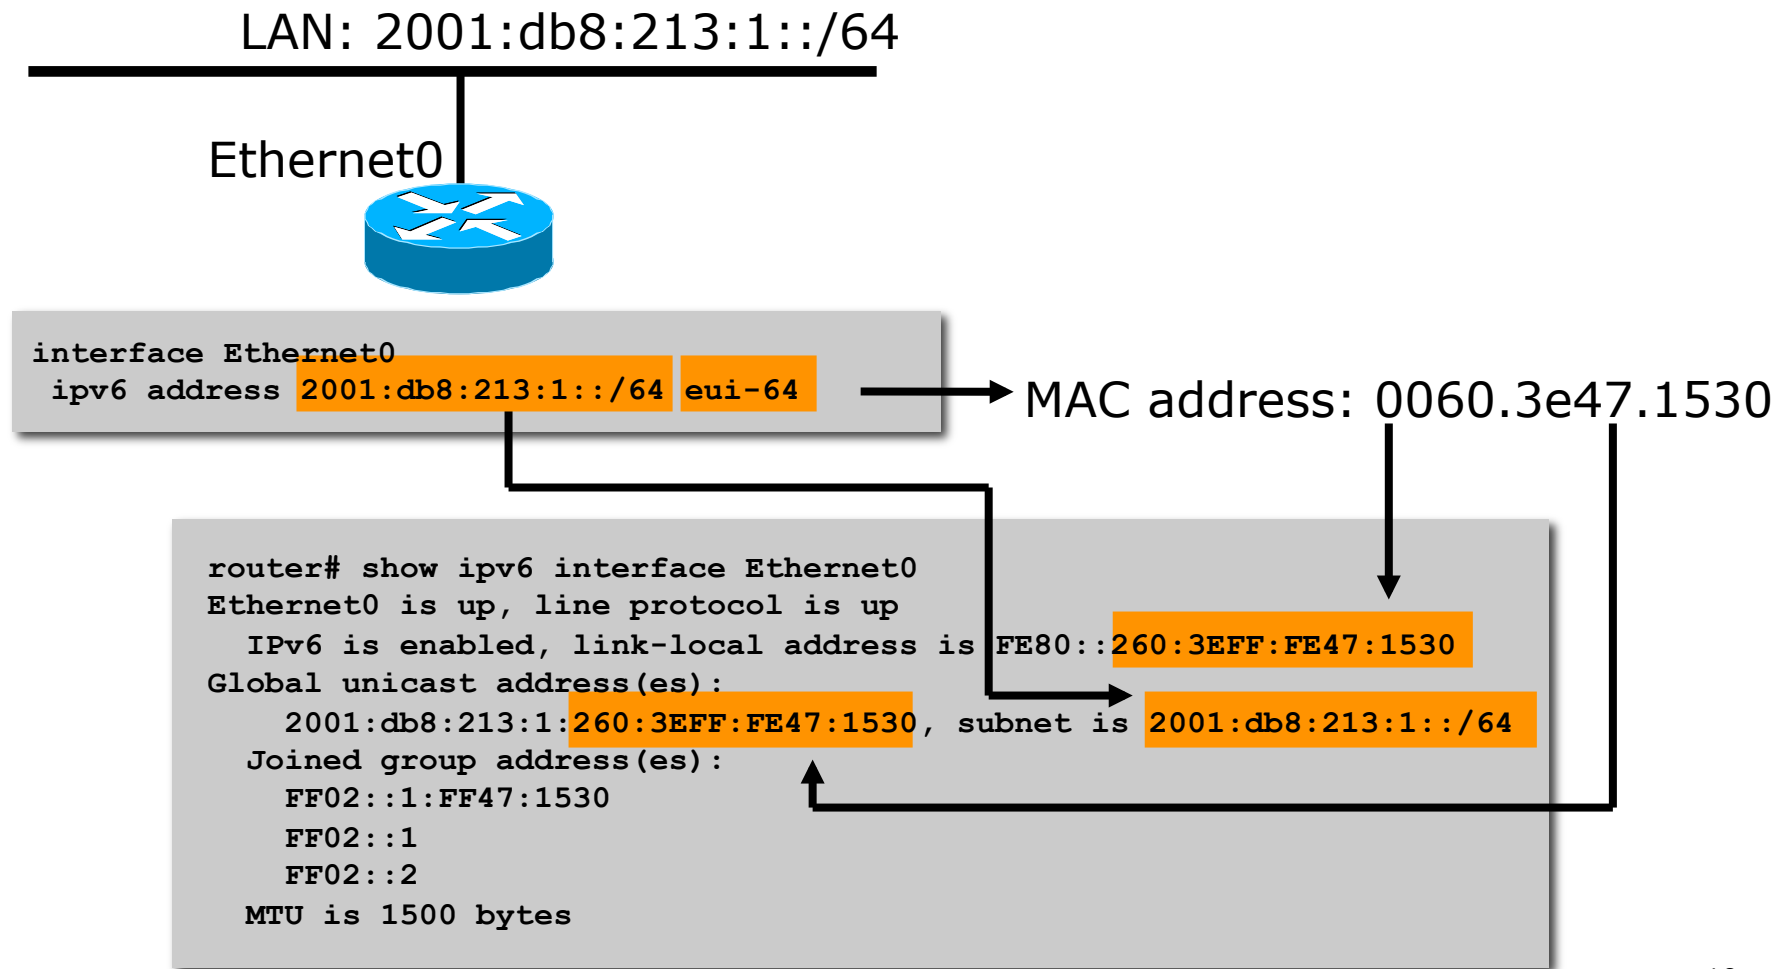 LAN: 2001:db8:213:1::/64
Ethernet0
interface Ethernet0
ipv6 address 2001:db8:213:1::/64 eui-64
MAC address: 0060.3e47.1530
router# show ipv6 interface Ethernet0
Ethernet0 is up, line protocol is up
IPv6 is enabled, link-local address is FE80::260:3EFF:FE47:1530
Global unicast address(es):
2001:db8:213:1:260:3EFF:FE47:1530, subnet is 2001:db8:213:1::/64
Joined group address(es):
FF02::1:FF47:1530
FF02::1
FF02::2
MTU is 1500 bytes